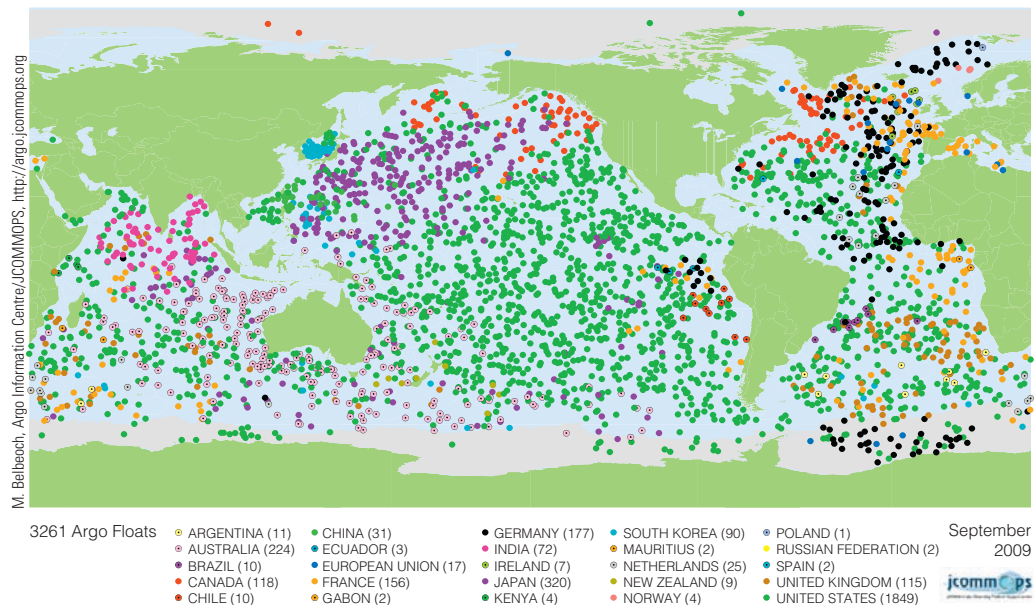 M. Belbeoch, Argo Information Centre/JCOMMOPS, http://argo.jcommops.org
3261 Argo Floats
ARGENTINA (11)
AUSTRALIA (224)
BRAZIL (10)
CANADA (118)
CHILE (10)
CHINA (31)
ECUADOR (3)
EUROPEAN UNION (17)
FRANCE (156)
GABON (2)
GERMANY (177)
INDIA (72)
IRELAND (7)
JAPAN (320)
KENYA (4)
SOUTH KOREA (90)
MAURITIUS (2)
NETHERLANDS (25)
NEW ZEALAND (9)
NORWAY (4)
POLAND (1)
RUSSIAN FEDERATION (2)
SPAIN (2)
UNITED KINGDOM (115)
UNITED STATES (1849)
September
2009
jcommops